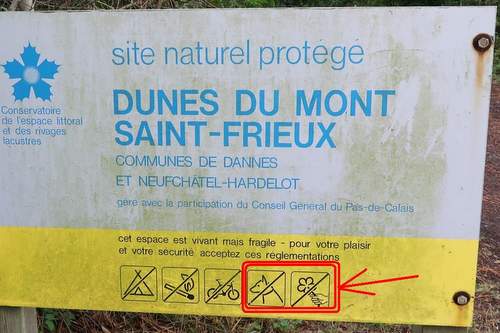 site naturel protégé
Conservatoire
de l'espace littoral
et des rivages
lacustres
DUNES DU MONT
SAINT-FRIEUX
COMMUNES DE DANNES
ET NEUFCHÂTEL-HARDELOT
géré avec la participation du Conseil Général du Pas-de-Calais
cet espace est vivant mais fragile - pour votre plaisir
et votre sécurité acceptez ces réglementations